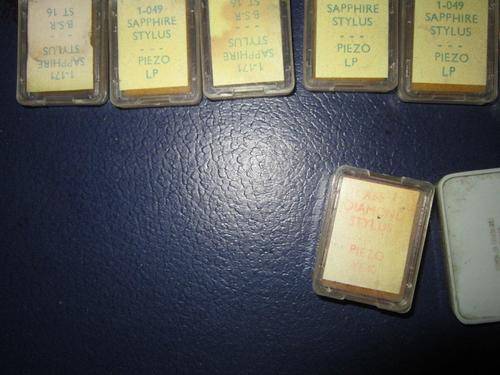 1-171
SAPPHIRE
STYLUS
- - -
B.S.R.
ST 16
1-049
SAPPHIRE
STYLUS
- - -
PIEZO
LP
1-171
SAPPHIRE
STYLUS
- - -
B.S.R.
ST 16
SAPPHIRE
STYLUS
- - -
PIEZO
LP
1-049
SAPPHIRE
STYLUS
- - -
PIEZO
LP
DIAMOND
STYLUS
PIEZO